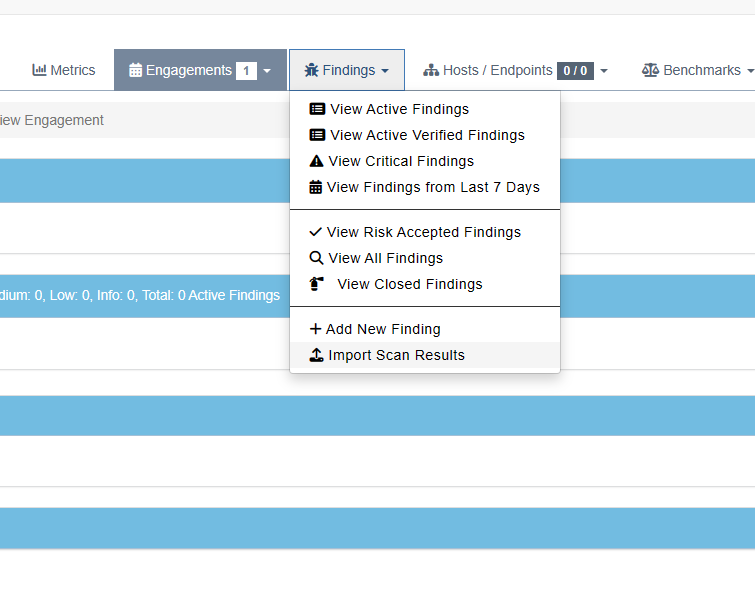 Metrics Engagements 1 Findings Hosts / Endpoints 0 / 0 Benchmarks
iew Engagement
View Active Findings
View Active Verified Findings
View Critical Findings
View Findings from Last 7 Days
View Risk Accepted Findings
View All Findings
View Closed Findings
dium: 0, Low: 0, Info: 0, Total: 0 Active Findings
Add New Finding
Import Scan Results